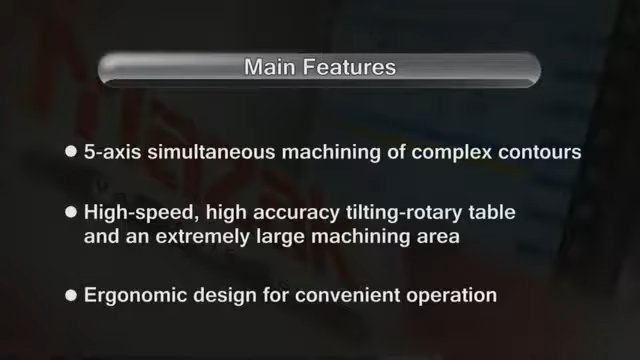 Main Features
● 5-axis simultaneous machining of complex contours
● High-speed, high accuracy tilting-rotary table
and an extremely large machining area
● Ergonomic design for convenient operation